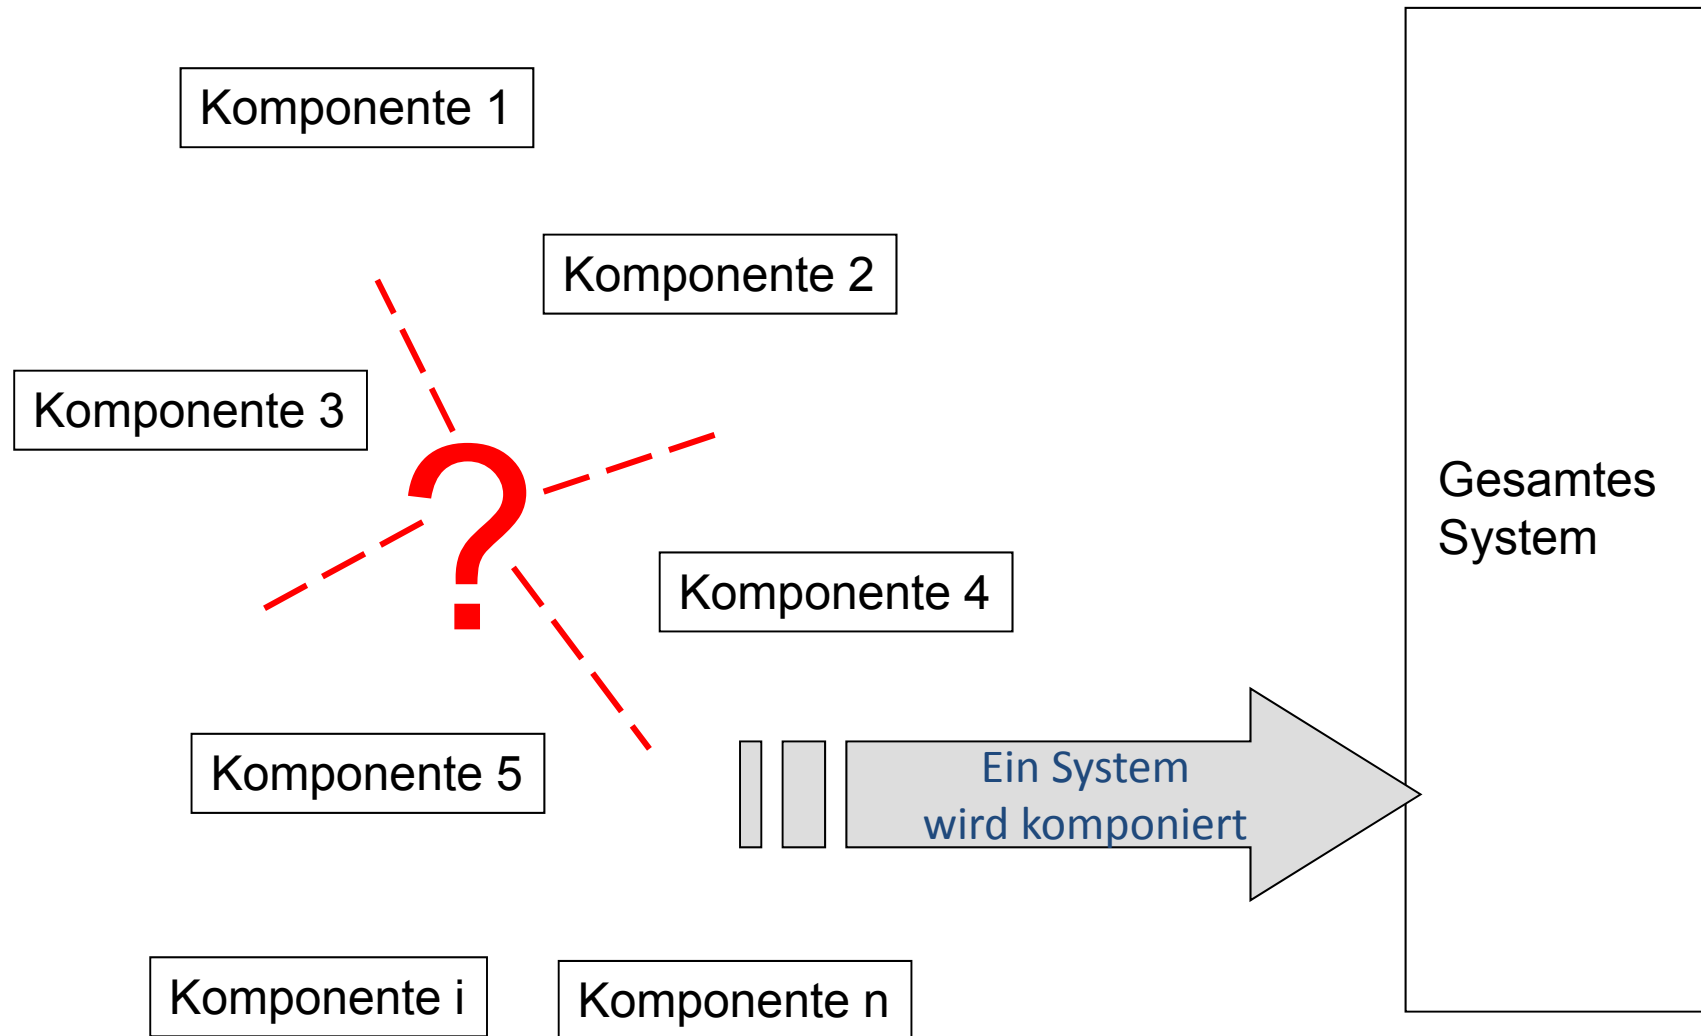 Komponente 1
Komponente 2
Komponente 3
?
Gesamtes
System
Komponente 4
Komponente 5
Ein System
wird komponiert
Komponente i
Komponente n